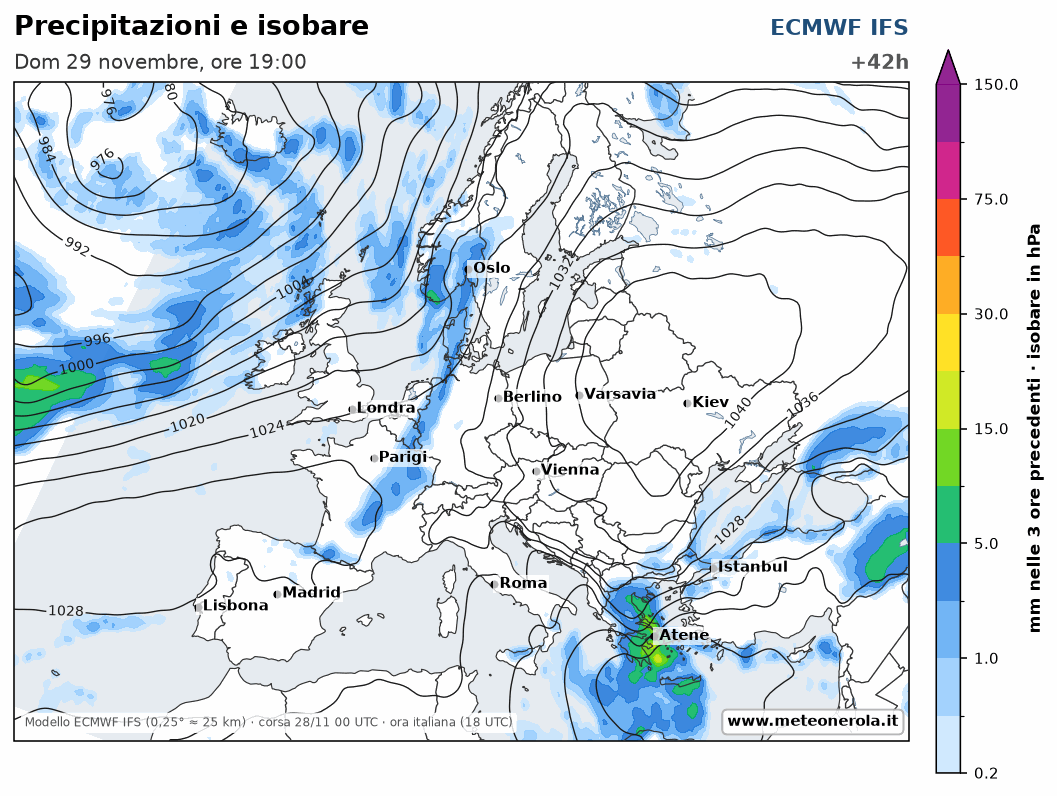 Precipitazioni e isobare
ECMWF IFS
Dom 29 novembre, ore 19:00
+42h
976
80
984
976
992
1004
996
1000
1020
1024
1032
1040
1036
1028
1028
Oslo
Berlino
Varsavia
Kiev
Londra
Parigi
Vienna
Istanbul
Roma
Madrid
Lisbona
Atene
Modello ECMWF IFS (0,25° ≈ 25 km) · corsa 28/11 00 UTC · ora italiana (18 UTC)
www.meteonerola.it
150.0
75.0
30.0
15.0
5.0
1.0
0.2
mm nelle 3 ore precedenti · isobare in hPa